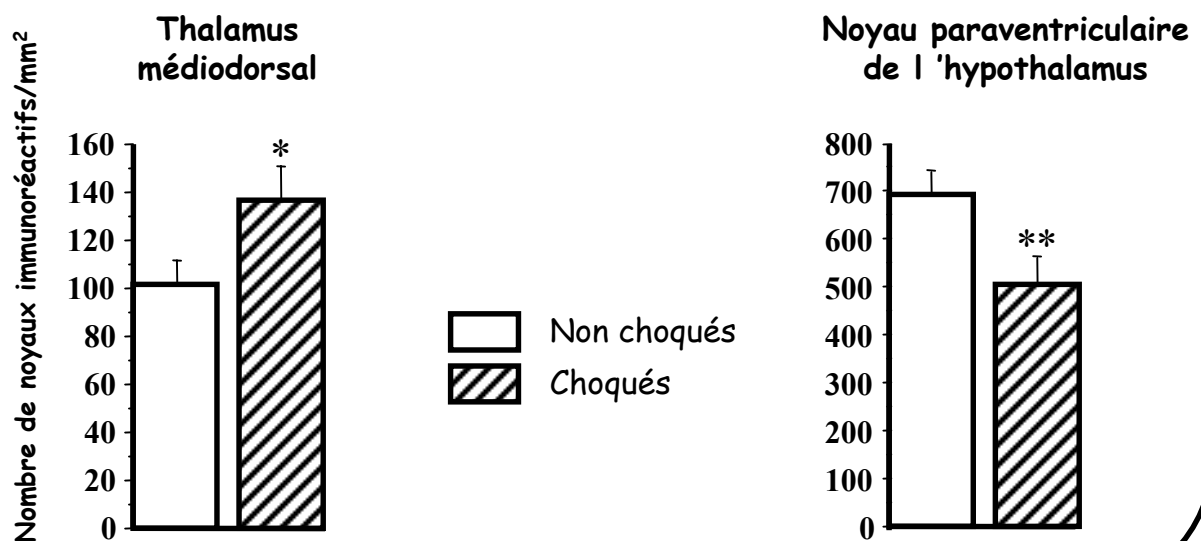 Thalamus
médiodorsal
Nombre de noyaux immunoréactifs/mm²
160
140
120
100
80
60
40
20
0
*
Non choqués
Choqués
Noyau paraventriculaire
de l 'hypothalamus
800
700
600
500
400
300
200
100
0
**